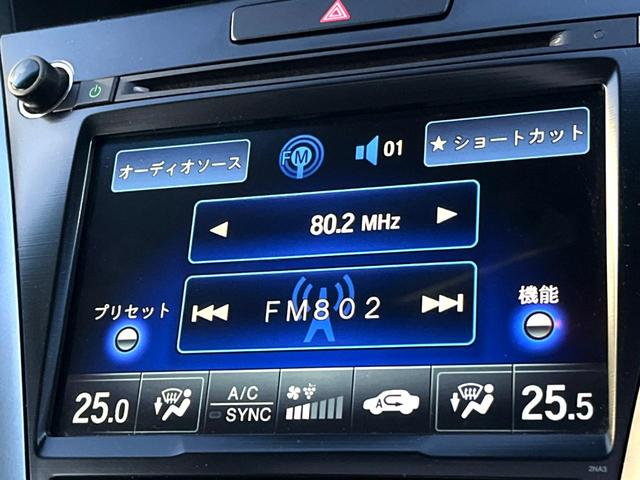 オーディオソース
FM
01
★ショートカット
◀ 80.2 MHz ▶
プリセット
FM802
機能
25.0
A/C
SYNC
A
25.5
2NA3